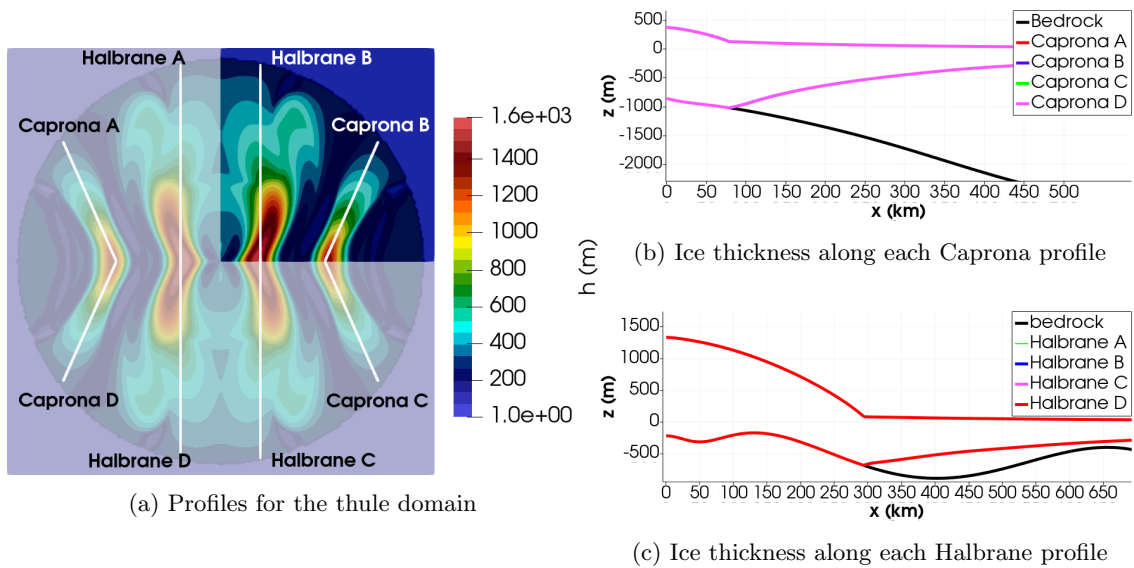 Halbrane A
Halbrane B
Caprona A
Caprona B
Caprona D
Caprona C
Halbrane D
Halbrane C
1.6e+03
1400
1200
1000
800
600
400
200
1.0e+00
h (m)
(a) Profiles for the thule domain
500
0
-500
-1000
-1500
-2000
z (m)
Bedrock
Caprona A
Caprona B
Caprona C
Caprona D
0 50 100 150 200 250 300 350 400 450 500
x (km)
(b) Ice thickness along each Caprona profile
1500
1000
500
0
-500
z (m)
bedrock
Halbrane A
Halbrane B
Halbrane C
Halbrane D
0 50 100 150 200 250 300 350 400 450 500 550 600 650
x (km)
(c) Ice thickness along each Halbrane profile